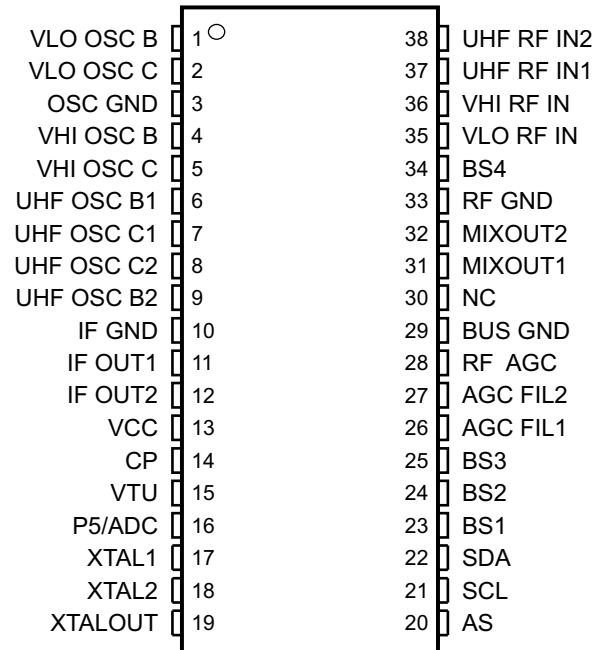 VLO OSC B 1 38 UHF RF IN2
VLO OSC C 2 37 UHF RF IN1
OSC GND 3 36 VHI RF IN
VHI OSC B 4 35 VLO RF IN
VHI OSC C 5 34 BS4
UHF OSC B1 6 33 RF GND
UHF OSC C1 7 32 MIXOUT2
UHF OSC C2 8 31 MIXOUT1
UHF OSC B2 9 30 NC
IF GND 10 29 BUS GND
IF OUT1 11 28 RF AGC
IF OUT2 12 27 AGC FIL2
VCC 13 26 AGC FIL1
CP 14 25 BS3
VTU 15 24 BS2
P5/ADC 16 23 BS1
XTAL1 17 22 SDA
XTAL2 18 21 SCL
XTALOUT 19 20 AS